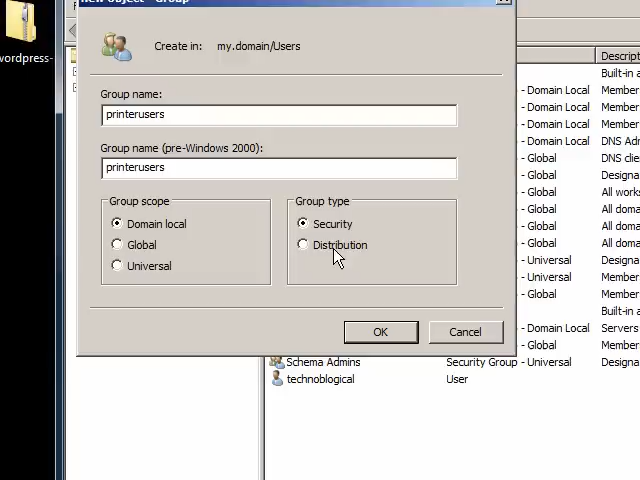 New Object - Group
wordpress-
Create in: my.domain/Users
Group name:
printerusers
Group name (pre-Windows 2000):
printerusers
Group scope
Domain local
Global
Universal
Group type
Security
Distribution
OK
Cancel
Descript
Built-in a
- Domain Local Member
- Domain Local Member
- Domain Local Member
- Domain Local DNS Adr
- Global DNS clie
- Global Designa
- Global All works
- Global All doma
- Global All doma
- Global All doma
- Universal Designa
- Universal Member
- Global Member
Built-in a
- Domain Local Servers
- Global Member
Schema Admins Security Group - Universal Designa
technoblogical User